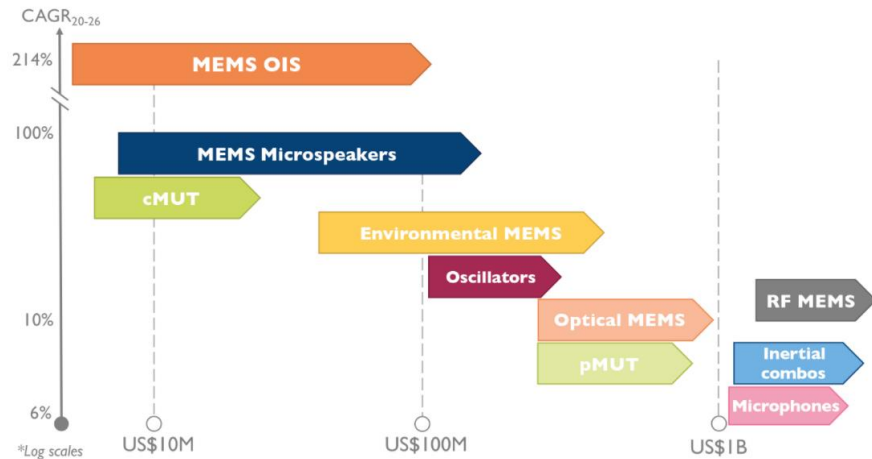 CAGR20-26
214%
MEMS OIS
100%
MEMS Microspeakers
cMUT
Environmental MEMS
Oscillators
RF MEMS
10%
Optical MEMS
pMUT
Inertial
combos
Microphones
6%
*Log scales
US$10M
US$100M
US$1B